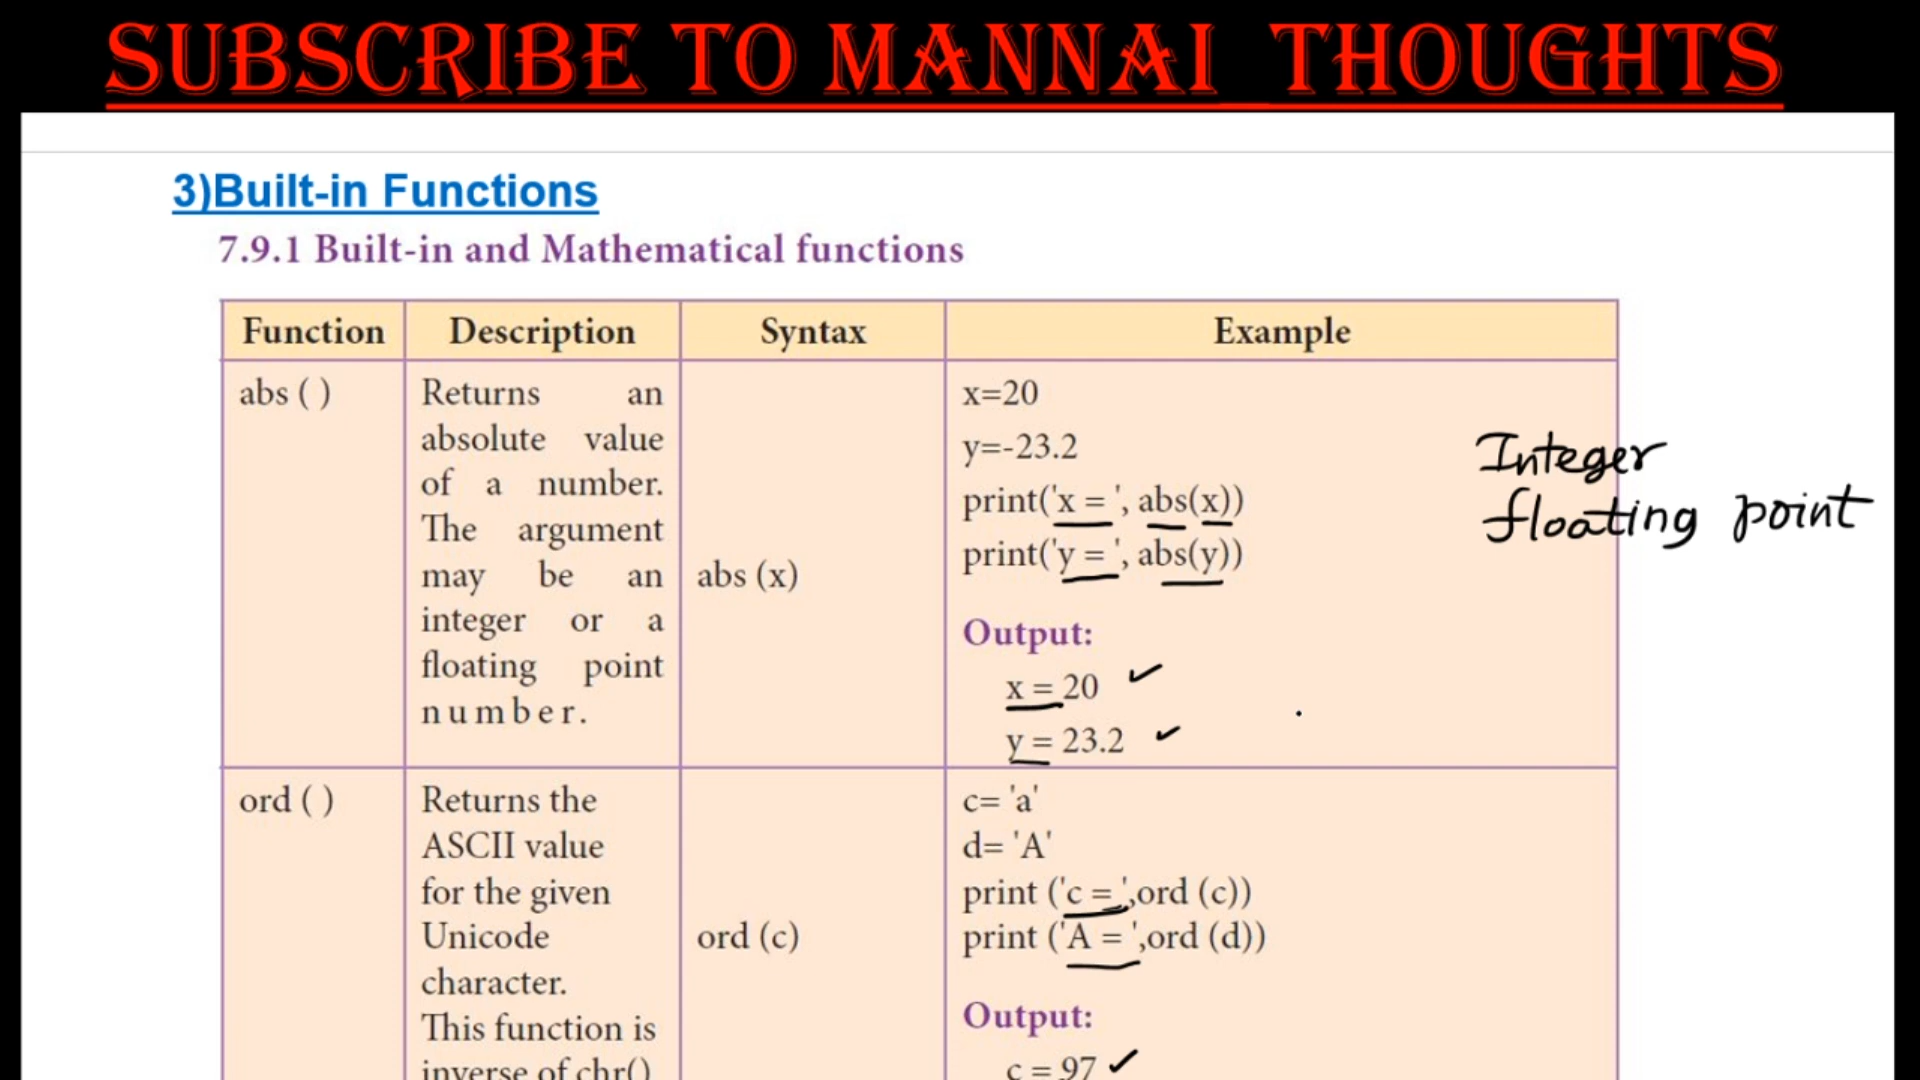 SUBSCRIBE TO MANNAI THOUGHTS
3)Built-in Functions
7.9.1 Built-in and Mathematical functions
Function Description Syntax Example
abs ( )
Returns an
absolute value
of a number.
The argument
may be an
integer or a
floating point
number.
abs (x)
x=20
y=-23.2
print('x = ', abs(x))
print('y = ', abs(y))
Output:
x = 20
y = 23.2
Integer
floating point
ord ( )
Returns the
ASCII value
for the given
Unicode
character.
This function is
inverse of chr()
ord (c)
c= 'a'
d= 'A'
print ('c = ',ord (c))
print ('A = ',ord (d))
Output:
c = 97